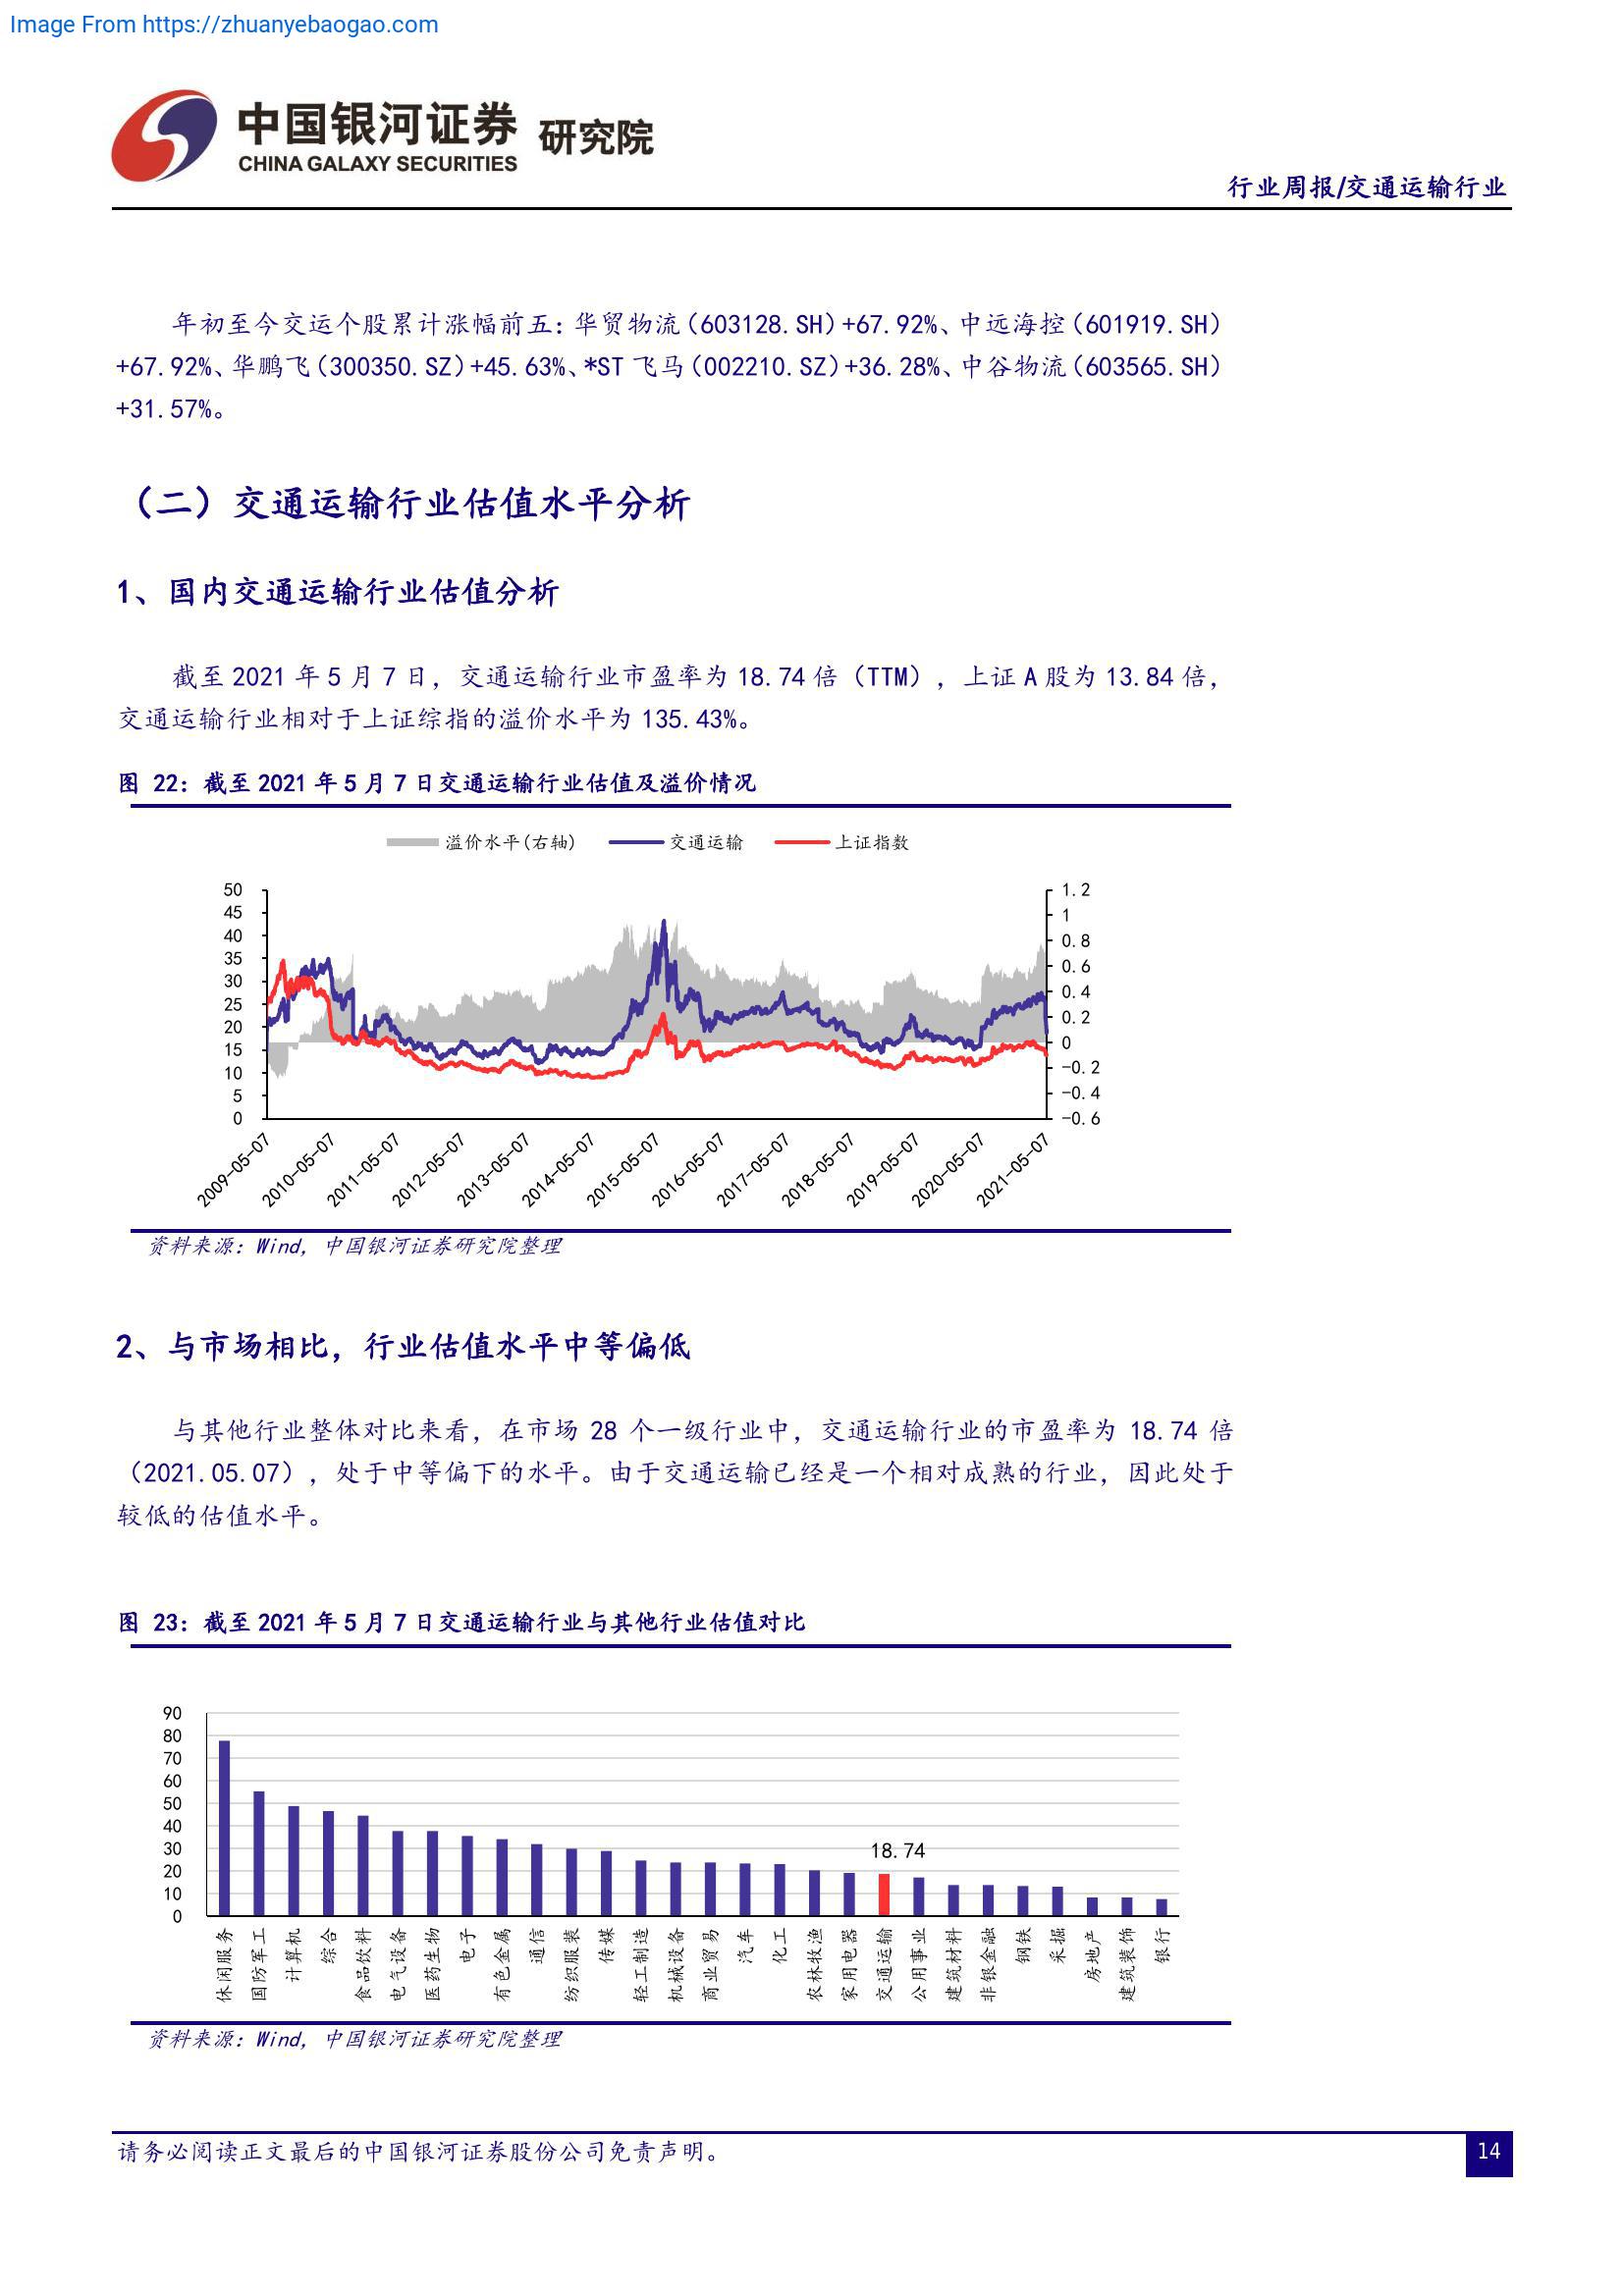 Image From https://zhuanyebaogao.com
中国银河证券 研究院
CHINA GALAXY SECURITIES
行业周报/交通运输行业
年初至今交运个股累计涨幅前五：华贸物流（603128.SH）+67.92%、中远海控（601919.SH）
+67.92%、华鹏飞（300350.SZ）+45.63%、*ST 飞马（002210.SZ）+36.28%、中谷物流（603565.SH）
+31.57%。
（二）交通运输行业估值水平分析
1、国内交通运输行业估值分析
截至 2021 年 5 月 7 日，交通运输行业市盈率为 18.74 倍（TTM），上证 A 股为 13.84 倍，
交通运输行业相对于上证综指的溢价水平为 135.43%。
图 22：截至 2021 年 5 月 7 日交通运输行业估值及溢价情况
溢价水平(右轴) 交通运输 上证指数
50 1.2
45 1
40 0.8
35 0.6
30 0.4
25 0.2
20 0
15 -0.2
10 -0.4
5 -0.6
0
2009-05-07 2010-05-07 2011-05-07 2012-05-07 2013-05-07 2014-05-07 2015-05-07 2016-05-07 2017-05-07 2018-05-07 2019-05-07 2020-05-07 2021-05-07
资料来源：Wind，中国银河证券研究院整理
2、与市场相比，行业估值水平中等偏低
与其他行业整体对比来看，在市场 28 个一级行业中，交通运输行业的市盈率为 18.74 倍
（2021.05.07），处于中等偏下的水平。由于交通运输已经是一个相对成熟的行业，因此处于
较低的估值水平。
图 23：截至 2021 年 5 月 7 日交通运输行业与其他行业估值对比
90
80
70
60
50
40
30
20
10
0
18.74
休闲服务 国防军工 计算机 综合 食品饮料 电气设备 医药生物 电子 有色金属 通信 纺织服装 传媒 轻工制造 机械设备 商业贸易 汽车 化工 农林牧渔 家用电器 交通运输 公用事业 建筑材料 非银金融 钢铁 采掘 房地产 建筑装饰 银行
资料来源：Wind，中国银河证券研究院整理
请务必阅读正文最后的中国银河证券股份公司免责声明。
14